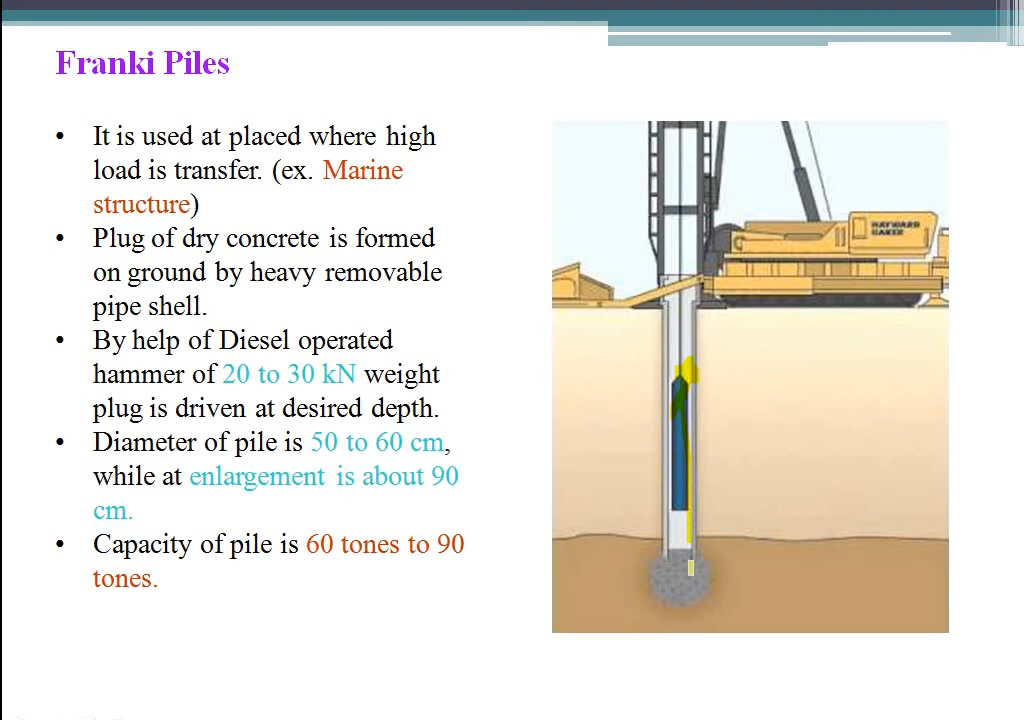 Franki Piles
• It is used at placed where high
load is transfer. (ex. Marine
structure)
• Plug of dry concrete is formed
on ground by heavy removable
pipe shell.
• By help of Diesel operated
hammer of 20 to 30 kN weight
plug is driven at desired depth.
• Diameter of pile is 50 to 60 cm,
while at enlargement is about 90
cm.
• Capacity of pile is 60 tones to 90
tones.
HAYWARD
BAKER